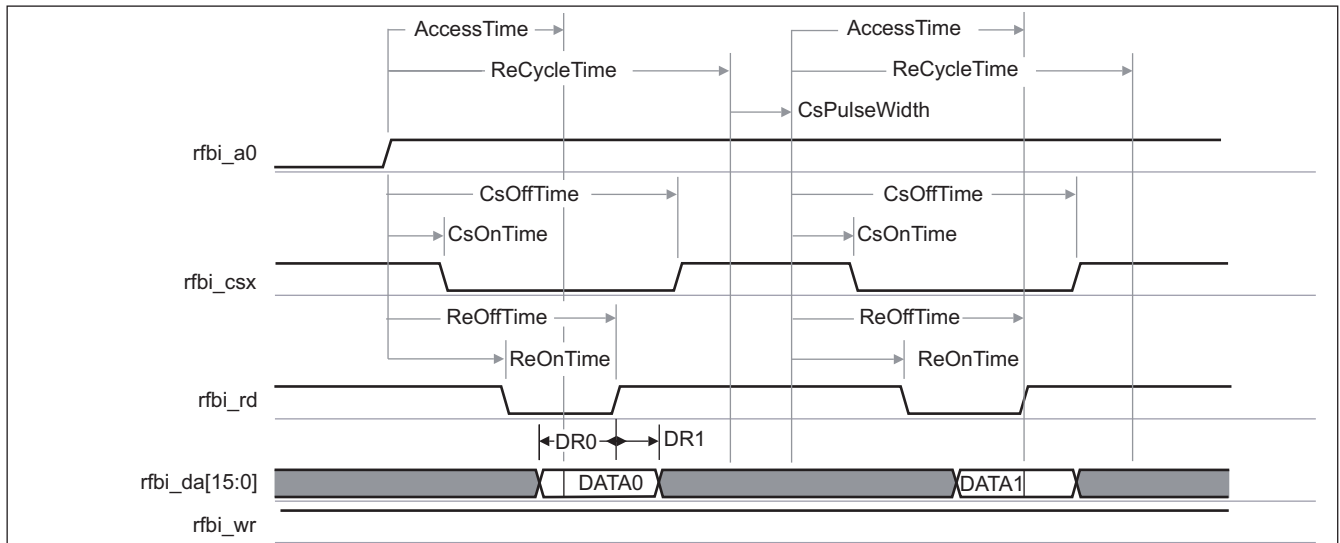 AccessTime AccessTime
ReCycleTime ReCycleTime
CsPulseWidth
rfbi_a0
CsOffTime CsOffTime
CsOnTime CsOnTime
rfbi_csx
ReOffTime ReOffTime
ReOnTime ReOnTime
rfbi_rd
DR0 DR1
rfbi_da[15:0] DATA0 DATA1
rfbi_wr